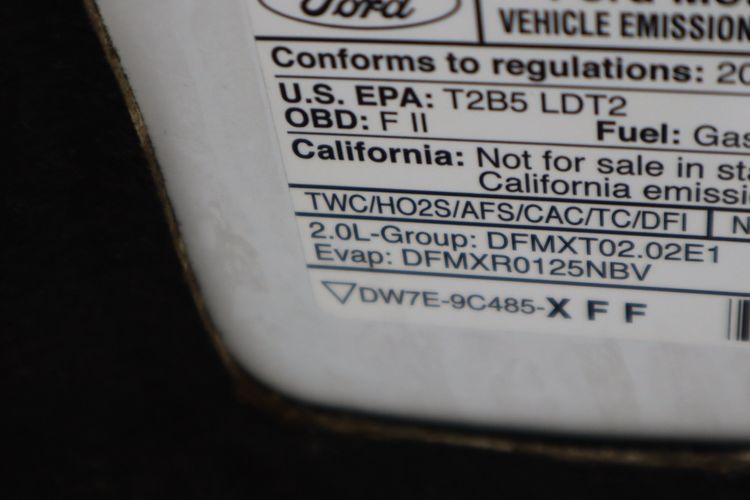 Ford
VEHICLE EMISSION
Conforms to regulations: 20
U.S. EPA: T2B5 LDT2
OBD: F II Fuel: Gas
California: Not for sale in sta
California emissi
TWC/HO2S/AFS/CAC/TC/DFI N
2.0L-Group: DFMXT02.02E1
Evap: DFMXR0125NBV
DW7E-9C485-X F F